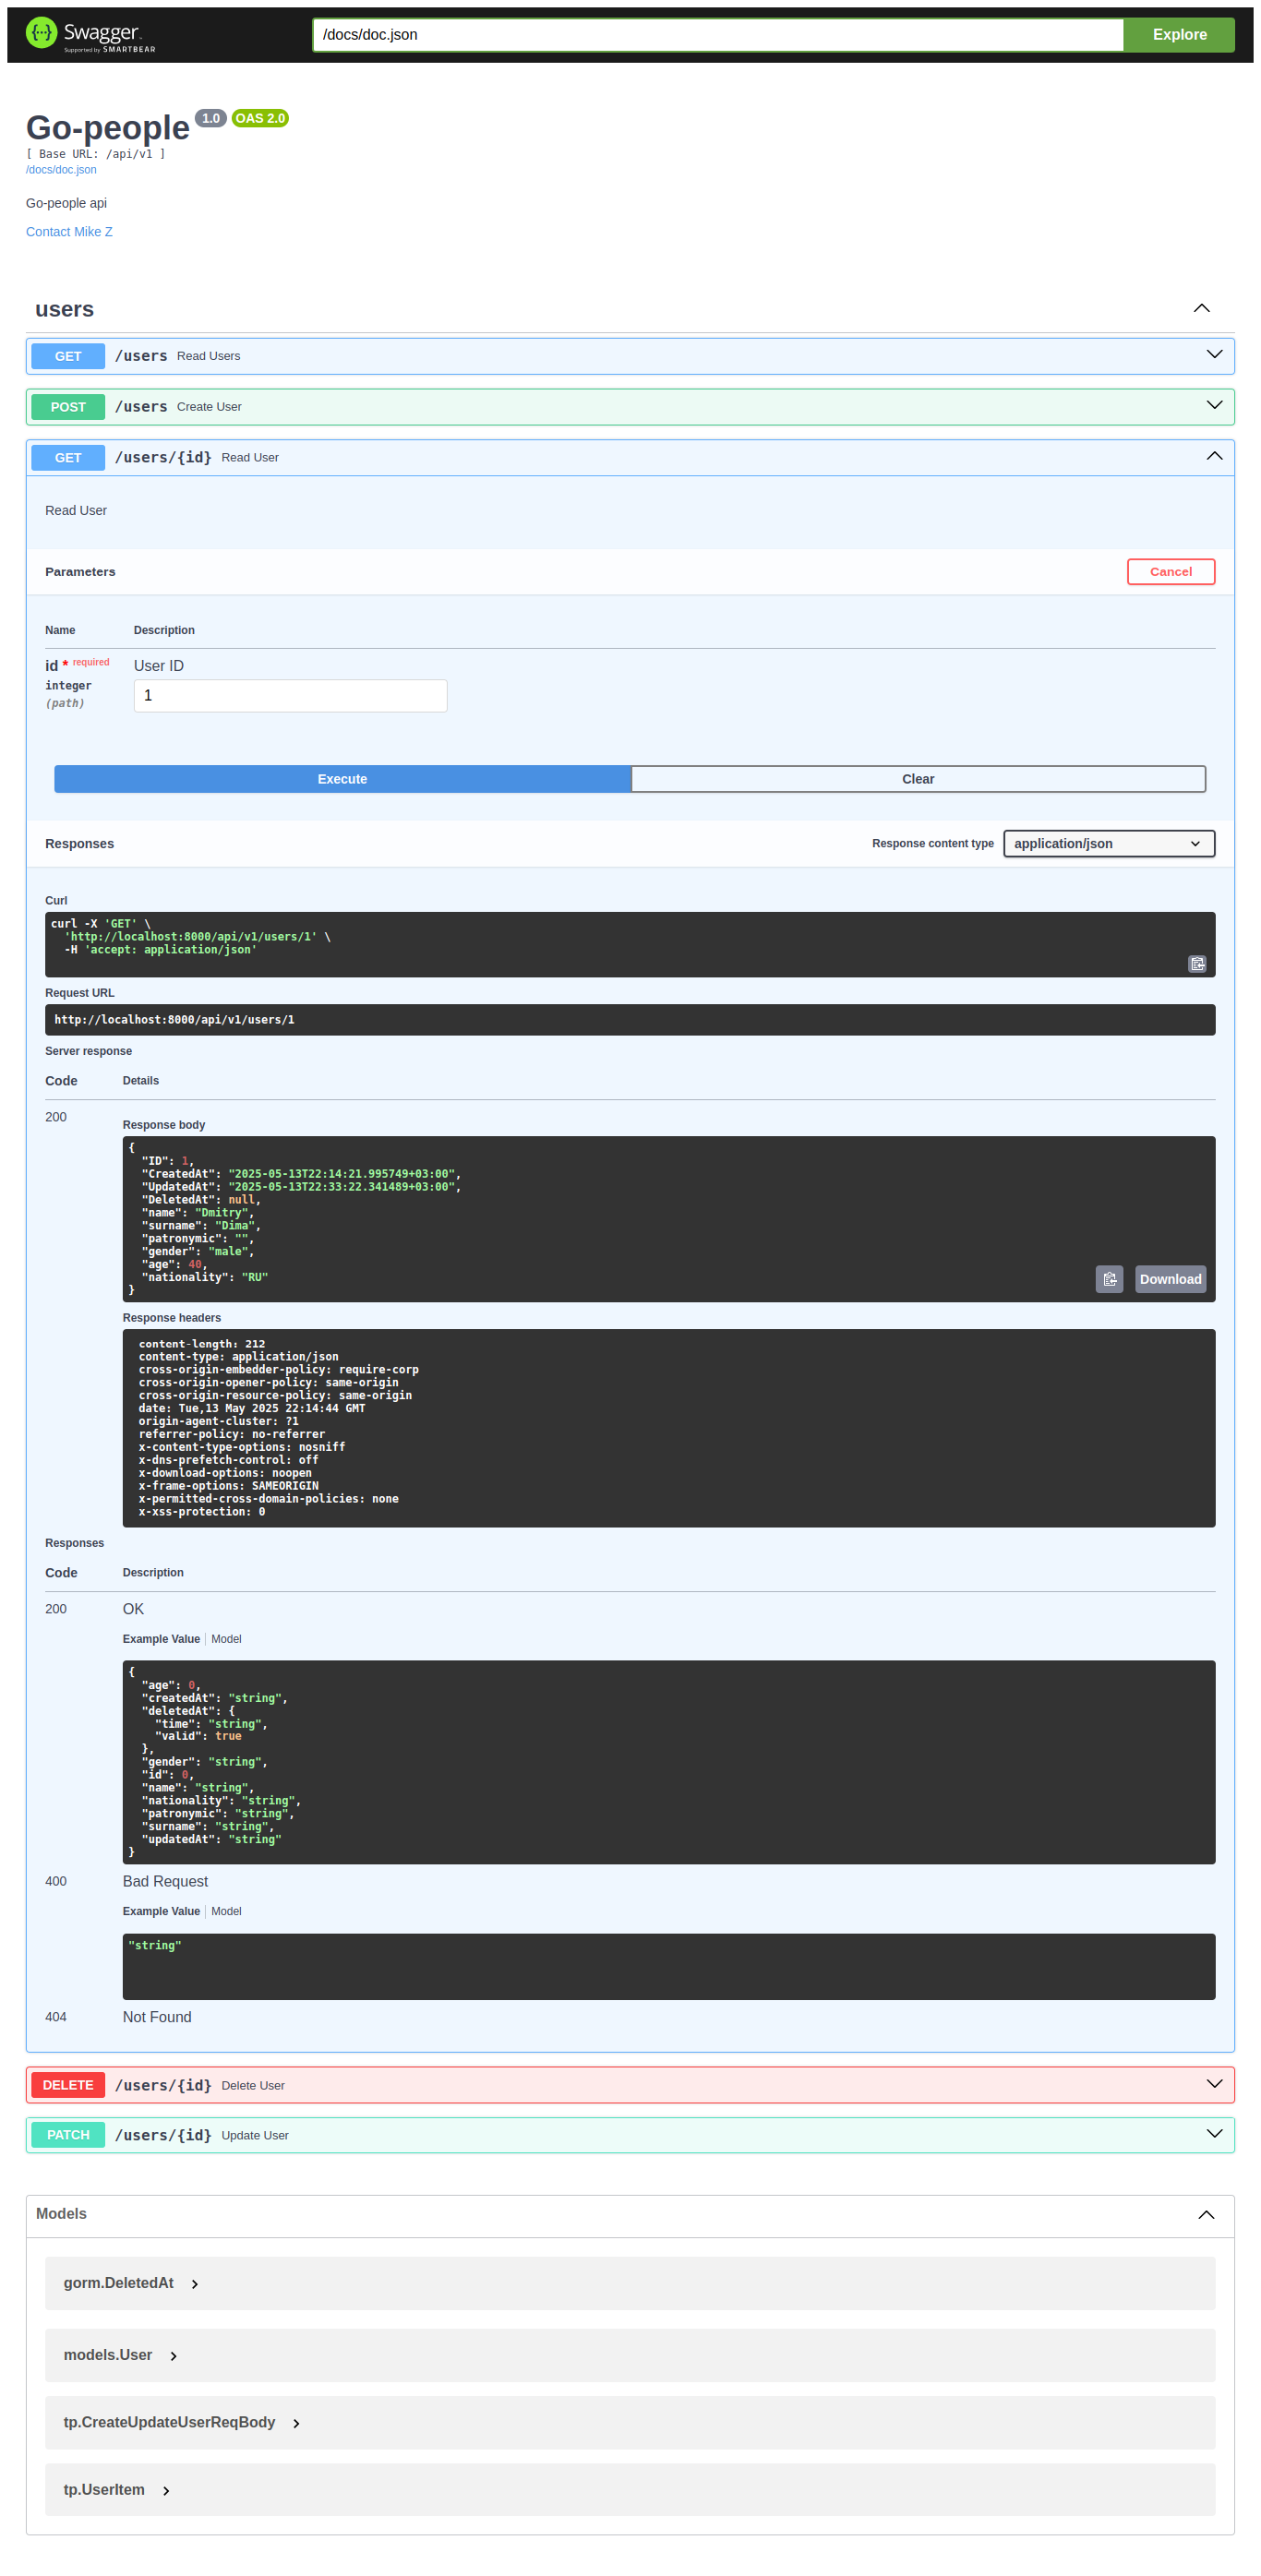 Swagger.
Supported by SMARTBEAR
/docs/doc.json
Explore
Go-people 1.0 OAS 2.0
[ Base URL: /api/v1 ]
/docs/doc.json
Go-people api
Contact Mike Z
users
GET /users Read Users
POST /users Create User
GET /users/{id} Read User
Read User
Parameters
Cancel
Name Description
id * required User ID
integer 1
(path)
Execute Clear
Responses Response content type application/json
Curl
curl -X 'GET' \
  'http://localhost:8000/api/v1/users/1' \
  -H 'accept: application/json'
Request URL
http://localhost:8000/api/v1/users/1
Server response
Code Details
200
Response body
{
  "ID": 1,
  "CreatedAt": "2025-05-13T22:14:21.995749+03:00",
  "UpdatedAt": "2025-05-13T22:33:22.341489+03:00",
  "DeletedAt": null,
  "name": "Dmitry",
  "surname": "Dima",
  "patronymic": "",
  "gender": "male",
  "age": 40,
  "nationality": "RU"
}
Download
Response headers
content-length: 212
content-type: application/json
cross-origin-embedder-policy: require-corp
cross-origin-opener-policy: same-origin
cross-origin-resource-policy: same-origin
date: Tue,13 May 2025 22:14:44 GMT
origin-agent-cluster: ?1
referrer-policy: no-referrer
x-content-type-options: nosniff
x-dns-prefetch-control: off
x-download-options: noopen
x-frame-options: SAMEORIGIN
x-permitted-cross-domain-policies: none
x-xss-protection: 0
Responses
Code Description
200 OK
Example Value Model
{
  "age": 0,
  "createdAt": "string",
  "deletedAt": {
    "time": "string",
    "valid": true
  },
  "gender": "string",
  "id": 0,
  "name": "string",
  "nationality": "string",
  "patronymic": "string",
  "surname": "string",
  "updatedAt": "string"
}
400 Bad Request
Example Value Model
"string"
404 Not Found
DELETE /users/{id} Delete User
PATCH /users/{id} Update User
Models
gorm.DeletedAt
models.User
tp.CreateUpdateUserReqBody
tp.UserItem